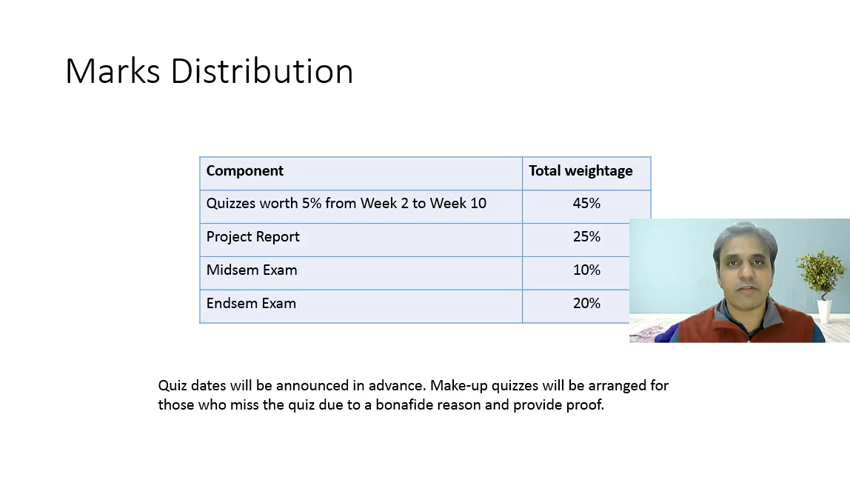 Marks Distribution
Component Total weightage
Quizzes worth 5% from Week 2 to Week 10 45%
Project Report 25%
Midsem Exam 10%
Endsem Exam 20%
Quiz dates will be announced in advance. Make-up quizzes will be arranged for
those who miss the quiz due to a bonafide reason and provide proof.